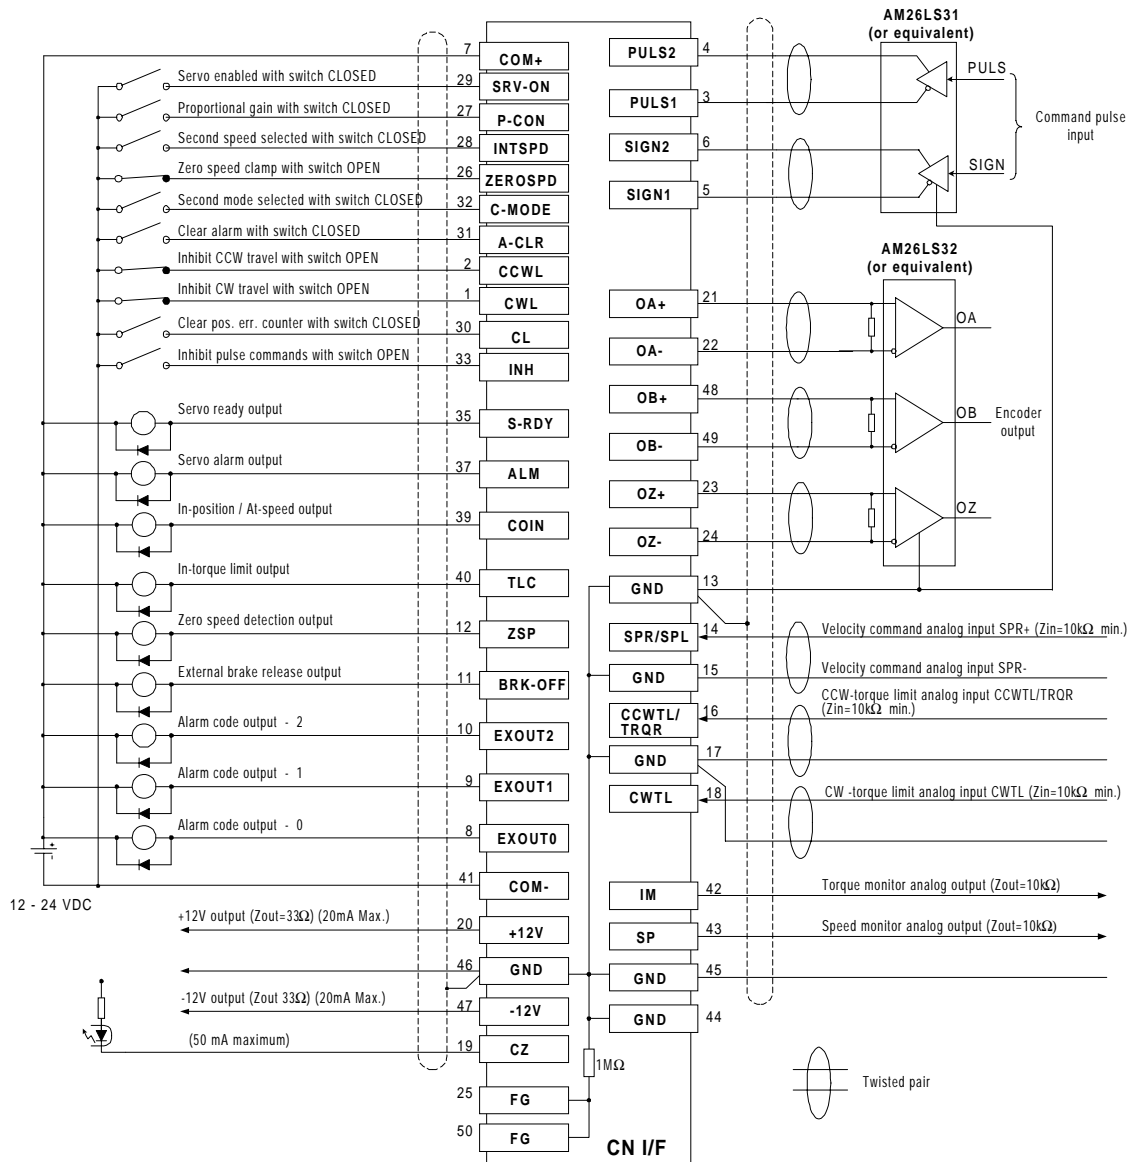 AM26LS31
(or equivalent)
7 COM+
Servo enabled with switch CLOSED 29 SRV-ON
Proportional gain with switch CLOSED 27 P-CON
Second speed selected with switch CLOSED 28 INTSPD
Zero speed clamp with switch OPEN 26 ZEROSPD
Second mode selected with switch CLOSED 32 C-MODE
Clear alarm with switch CLOSED 31 A-CLR
Inhibit CCW travel with switch OPEN 2 CCWL
Inhibit CW travel with switch OPEN 1 CWL
Clear pos. err. counter with switch CLOSED 30 CL
Inhibit pulse commands with switch OPEN 33 INH
Servo ready output 35 S-RDY
Servo alarm output 37 ALM
In-position / At-speed output 39 COIN
In-torque limit output 40 TLC
Zero speed detection output 12 ZSP
External brake release output 11 BRK-OFF
Alarm code output - 2 10 EXOUT2
Alarm code output - 1 9 EXOUT1
Alarm code output - 0 8 EXOUT0
+
41 COM-
12 - 24 VDC
+12V output (Zout=33Ω) (20mA Max.) 20 +12V
46 GND
-12V output (Zout 33Ω) (20mA Max.) 47 -12V
(50 mA maximum) 19 CZ
25 FG
50 FG
1MΩ
CN I/F
PULS2 4
PULS
PULS1 3
Command pulse
input
SIGN2 6
SIGN
SIGN1 5
AM26LS32
(or equivalent)
OA+ 21
OA
OA- 22
OB+ 48
OB
Encoder
output
OB- 49
OZ+ 23
OZ
OZ- 24
GND 13
SPR/SPL 14 Velocity command analog input SPR+ (Zin=10kΩ min.)
GND 15 Velocity command analog input SPR-
CCWTL/
TRQR
16
CCW-torque limit analog input CCWTL/TRQR
(Zin=10kΩ min.)
GND 17
CWTL 18 CW -torque limit analog input CWTL (Zin=10kΩ min.)
IM 42 Torque monitor analog output (Zout=10kΩ)
SP 43 Speed monitor analog output (Zout=10kΩ)
GND 45
GND 44
Twisted pair